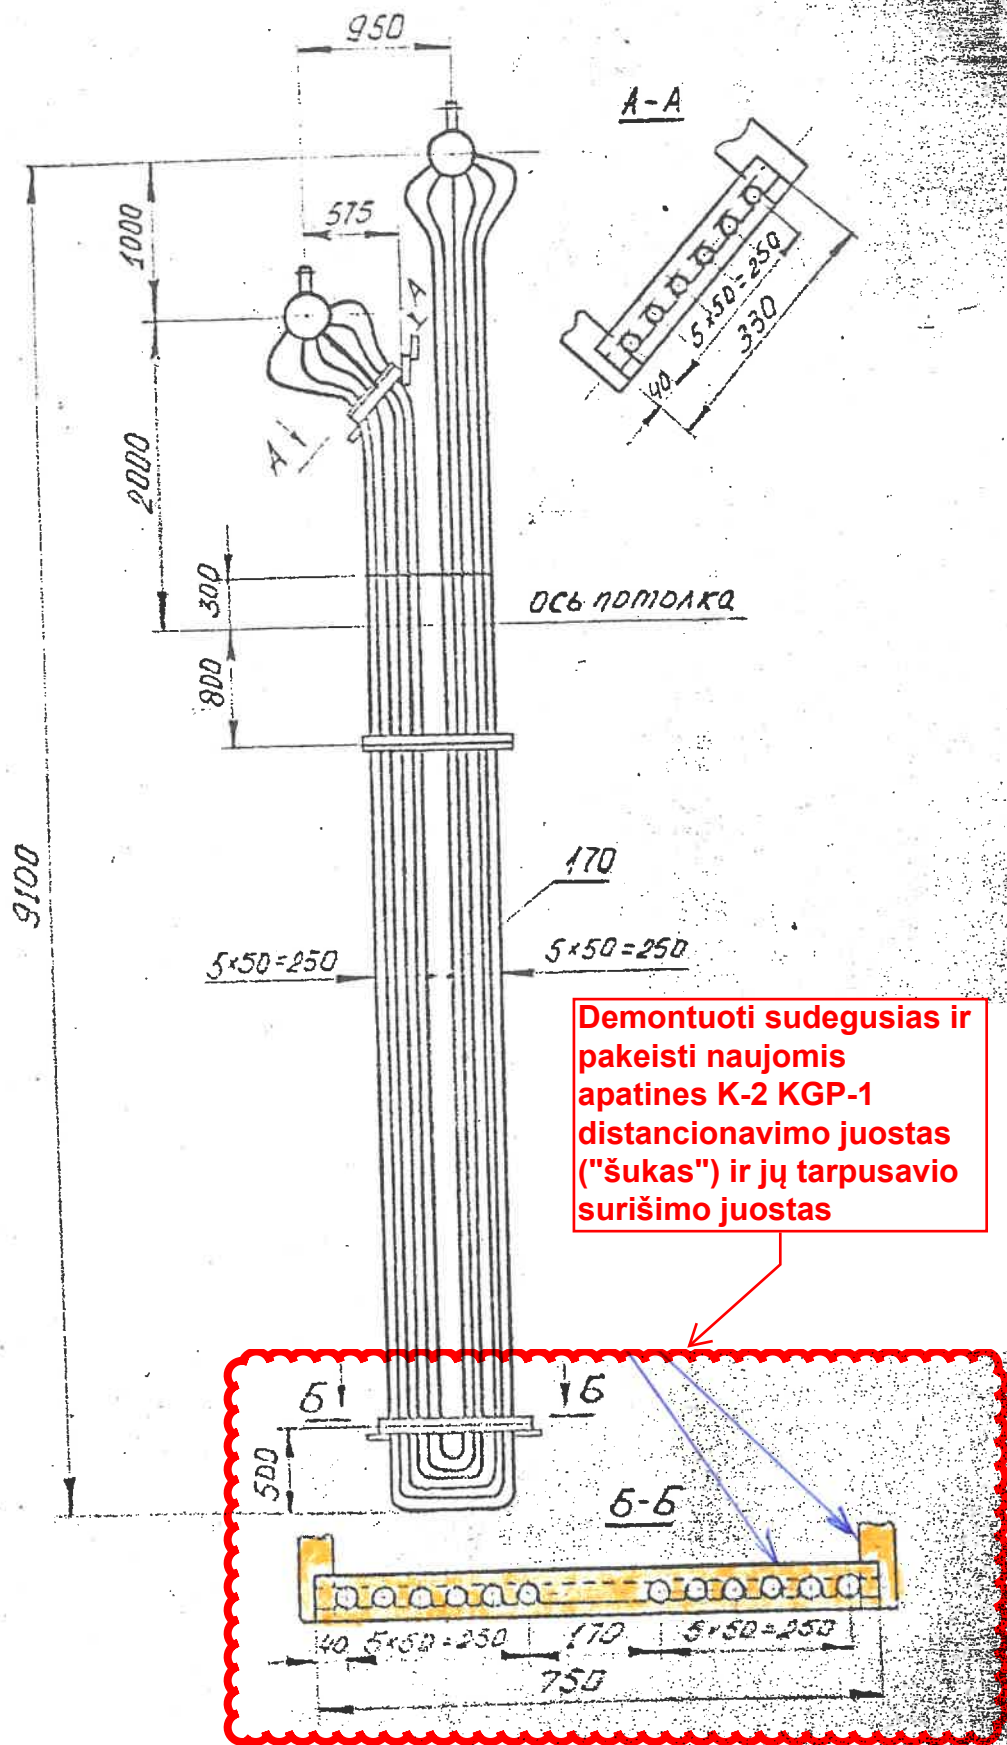 950
A-A
575
1000
A
5×50=250
330
40
A
2000
300
ось потолка
800
9100
170
5×50=250
5×50=250
Demontuoti sudegusias ir
pakeisti naujomis
apatines K-2 KGP-1
distancionavimo juostas
("šukas") ir jų tarpusavio
surišimo juostas
Б
Б
500
Б-Б
40 5×50=250 170 5×50=250
750